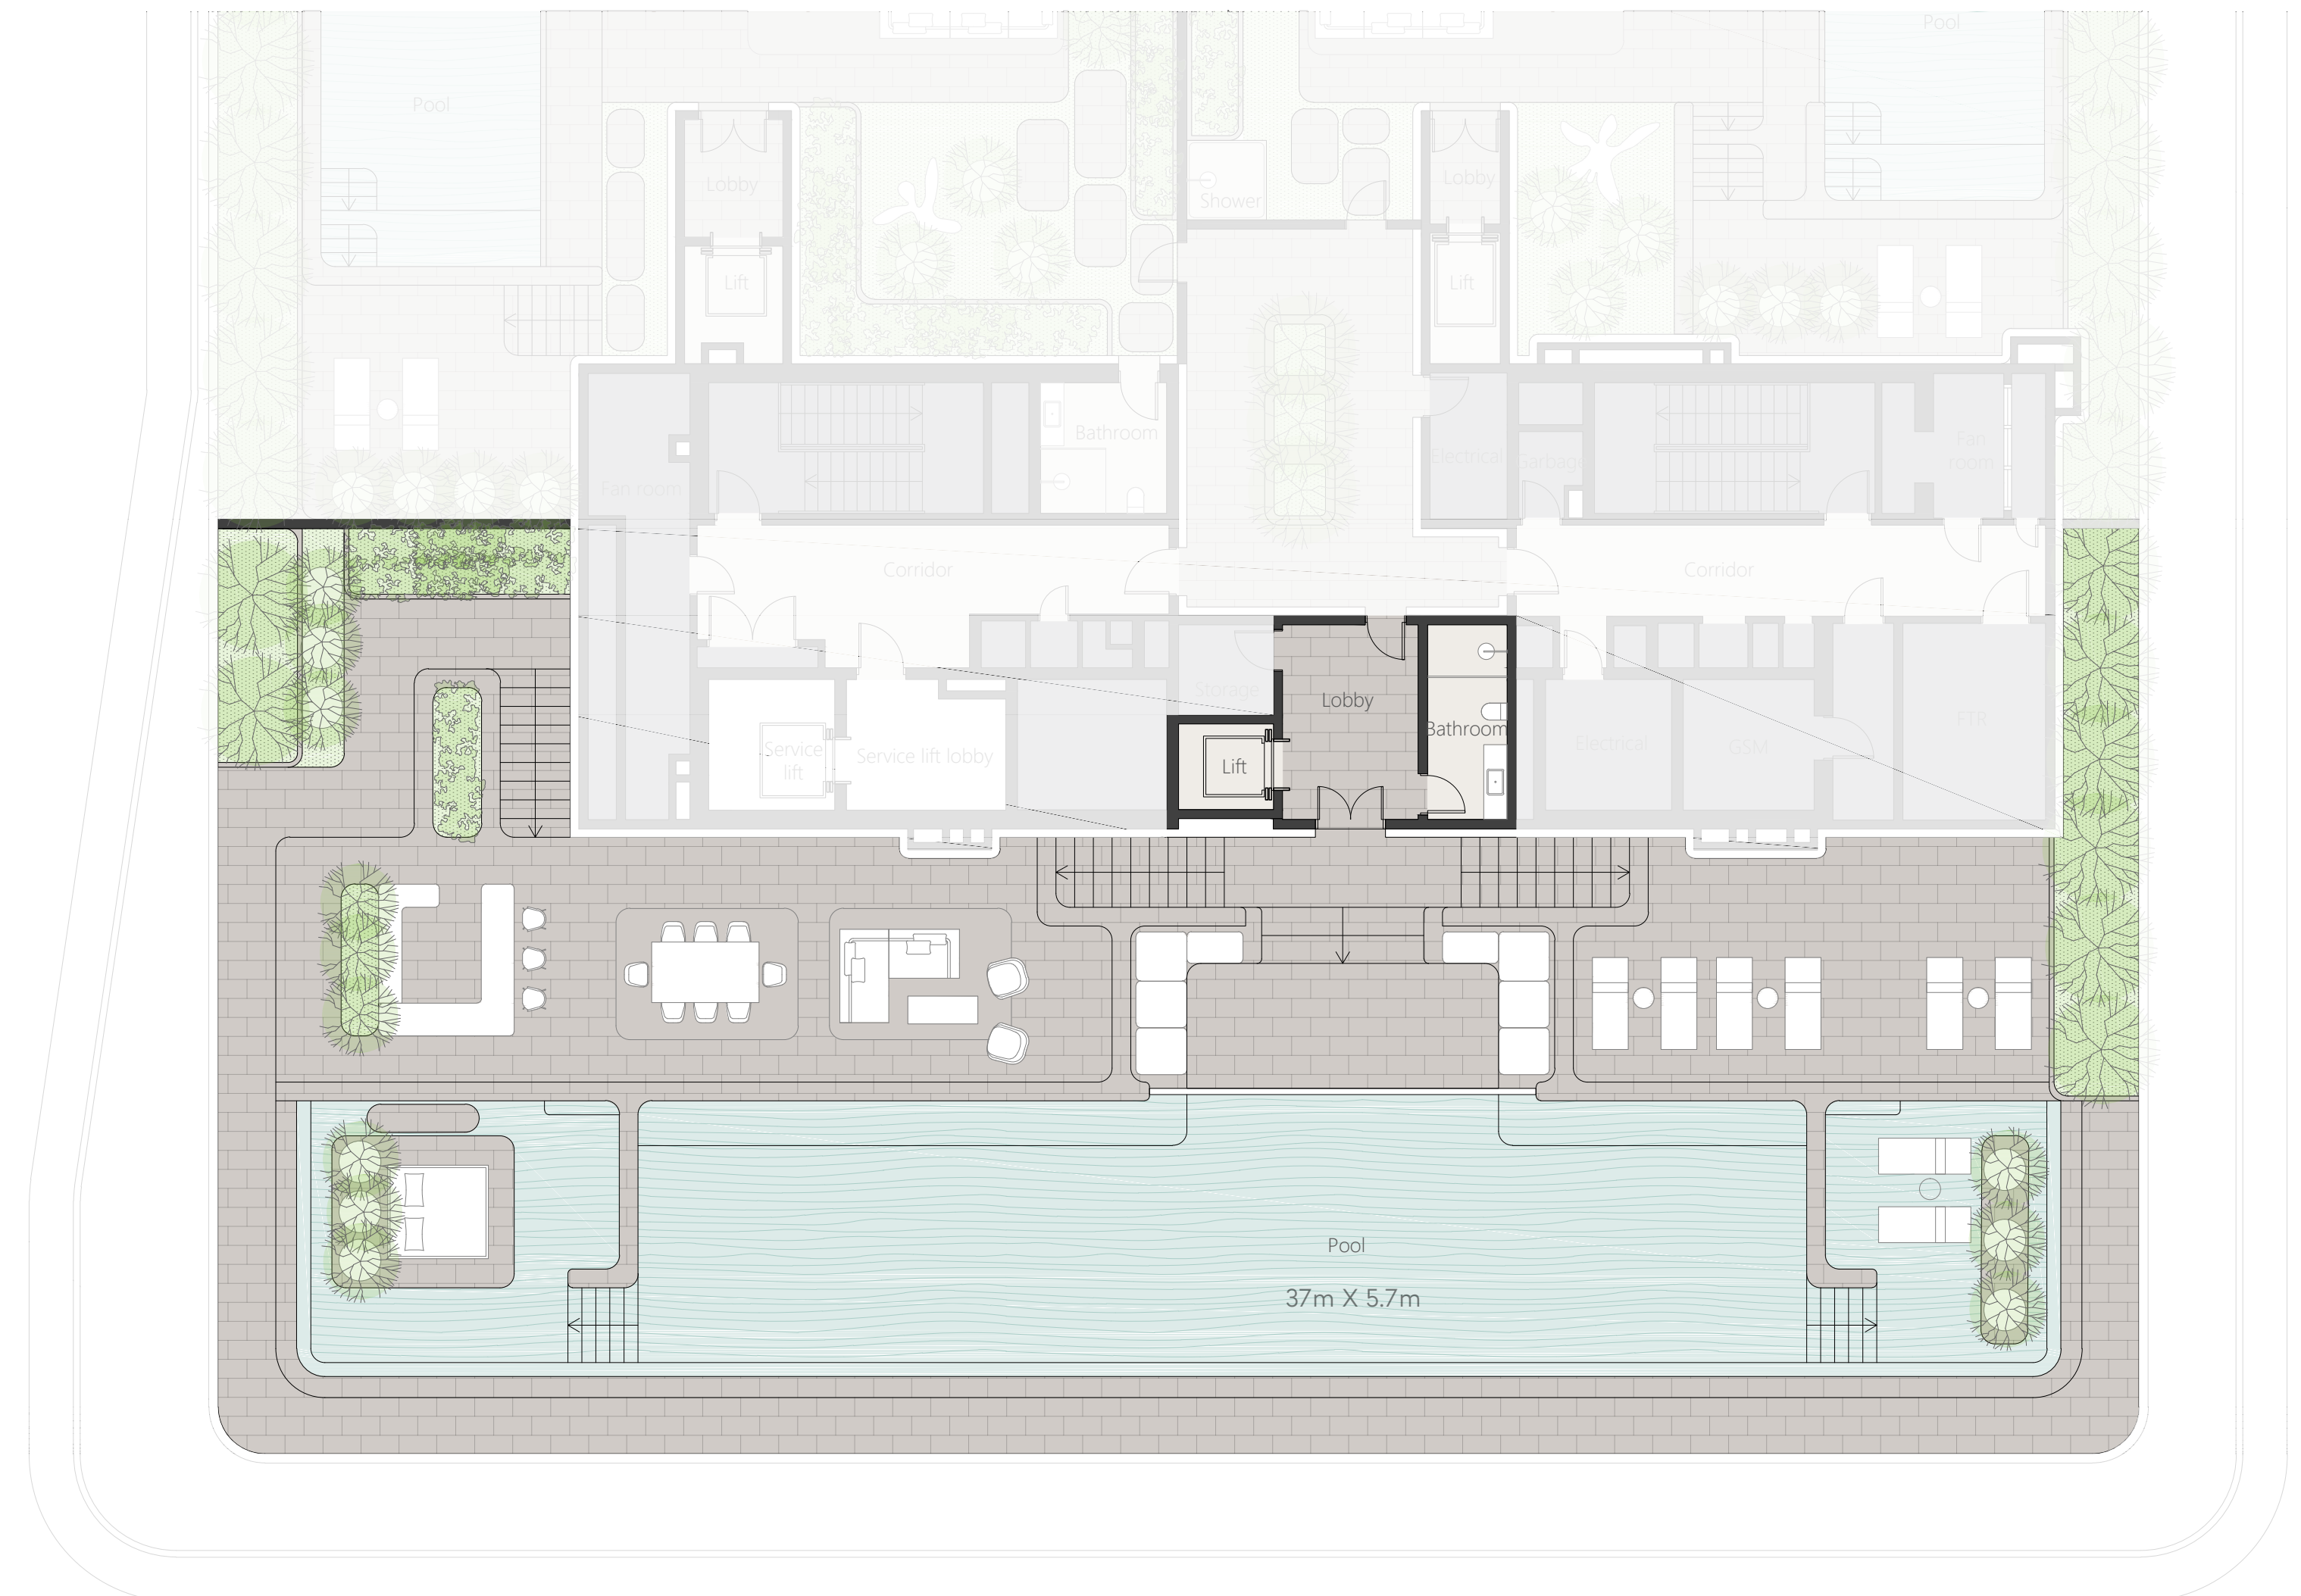 Pool
Pool
Lobby
Lobby
Shower
Lift
Lift
Bathroom
Electrical
Garbage
Fan
room
Fan room
Corridor
Corridor
Storage
Lobby
Bathroom
Service
lift
Service lift lobby
Lift
Electrical
GSM
FTR
Pool
37m X 5.7m